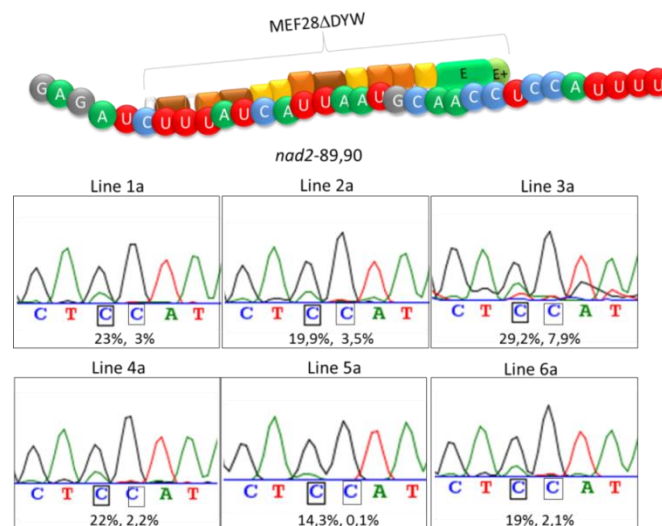 MEF28ΔDYW
E E+
GAGAUCUUUAUCAUUAAUGCAACCUCCAUUUU
nad2-89,90
Line 1a Line 2a Line 3a
C T C C A T C T C C A T C T C C A T
23%, 3% 19,9%, 3,5% 29,2%, 7,9%
Line 4a Line 5a Line 6a
C T C C A T C T C C A T C T C C A T
22%, 2,2% 14.3%, 0,1% 19%, 2,1%